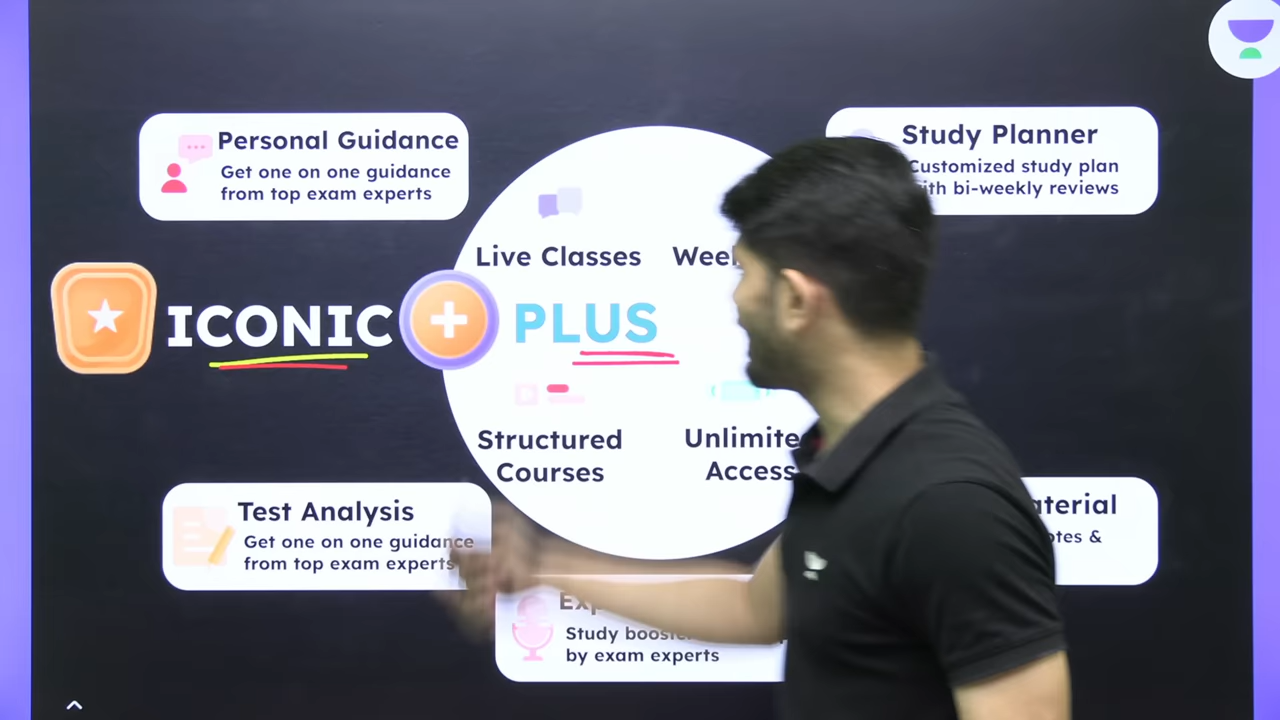 Personal Guidance
Get one on one guidance
from top exam experts
Study Planner
Customized study plan
with bi-weekly reviews
Live Classes
ICONIC + PLUS
Structured
Courses
Access
Test Analysis
Get one on one guidance
from top exam experts
Study
by exam experts